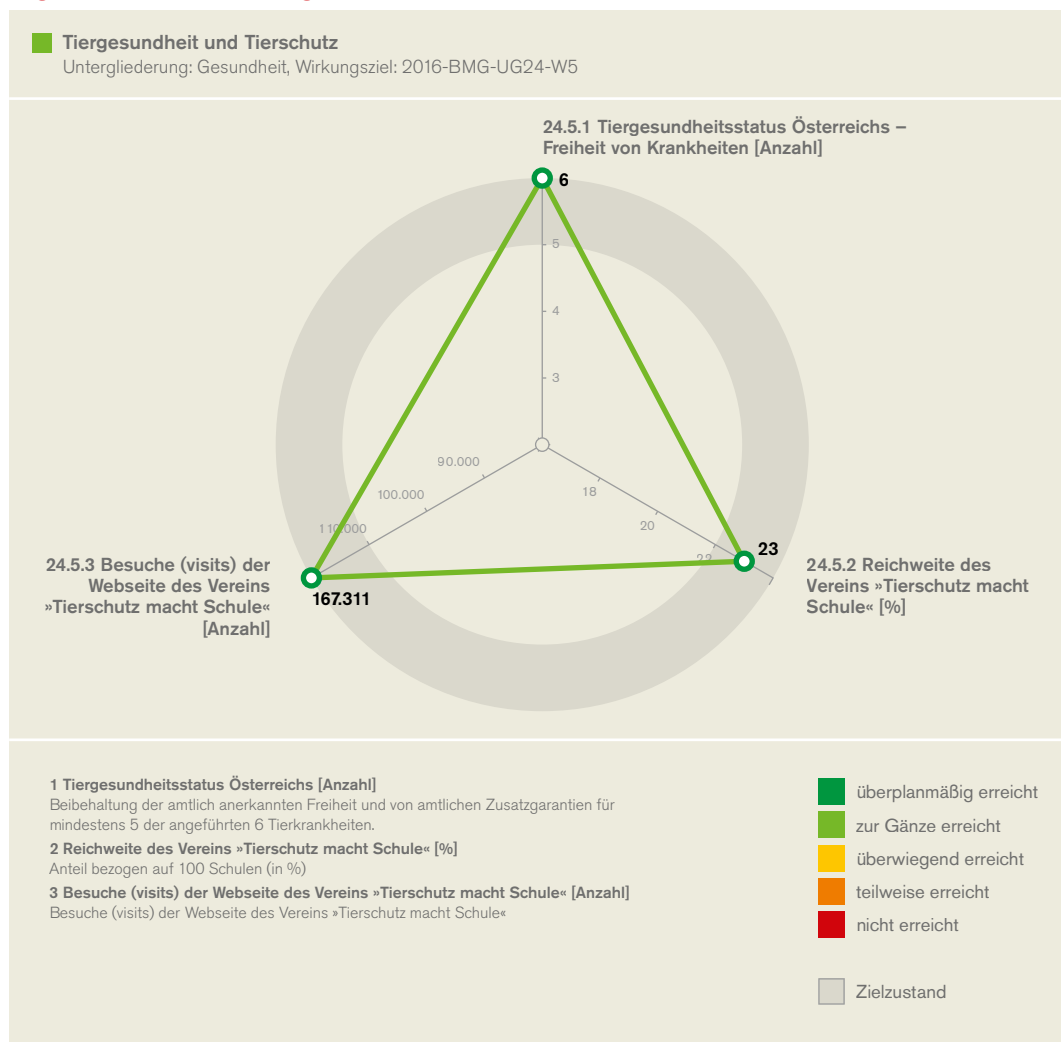 Tiergesundheit und Tierschutz
Untergliederung: Gesundheit, Wirkungsziel: 2016-BMG-UG24-W5
24.5.1 Tiergesundheitsstatus Österreichs –
Freiheit von Krankheiten [Anzahl]
6
5
4
3
90.000
100.000
110.000
18
20
22
23
24.5.3 Besuche (visits) der
Webseite des Vereins
»Tierschutz macht Schule«
[Anzahl]
167.311
24.5.2 Reichweite des
Vereins »Tierschutz macht
Schule« [%]
1 Tiergesundheitsstatus Österreichs [Anzahl]
Beibehaltung der amtlich anerkannten Freiheit und von amtlichen Zusatzgarantien für
mindestens 5 der angeführten 6 Tierkrankheiten.
2 Reichweite des Vereins »Tierschutz macht Schule« [%]
Anteil bezogen auf 100 Schulen (in %)
3 Besuche (visits) der Webseite des Vereins »Tierschutz macht Schule« [Anzahl]
Besuche (visits) der Webseite des Vereins »Tierschutz macht Schule«
überplanmäßig erreicht
zur Gänze erreicht
überwiegend erreicht
teilweise erreicht
nicht erreicht
Zielzustand